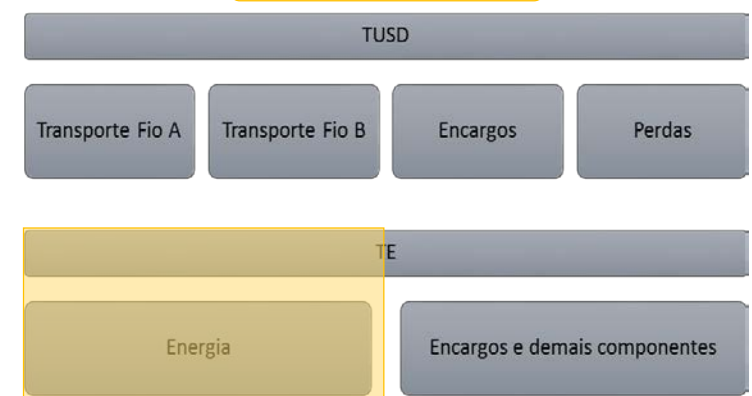 TUSD
Transporte Fio A
Transporte Fio B
Encargos
Perdas
TE
Energia
Encargos e demais componentes